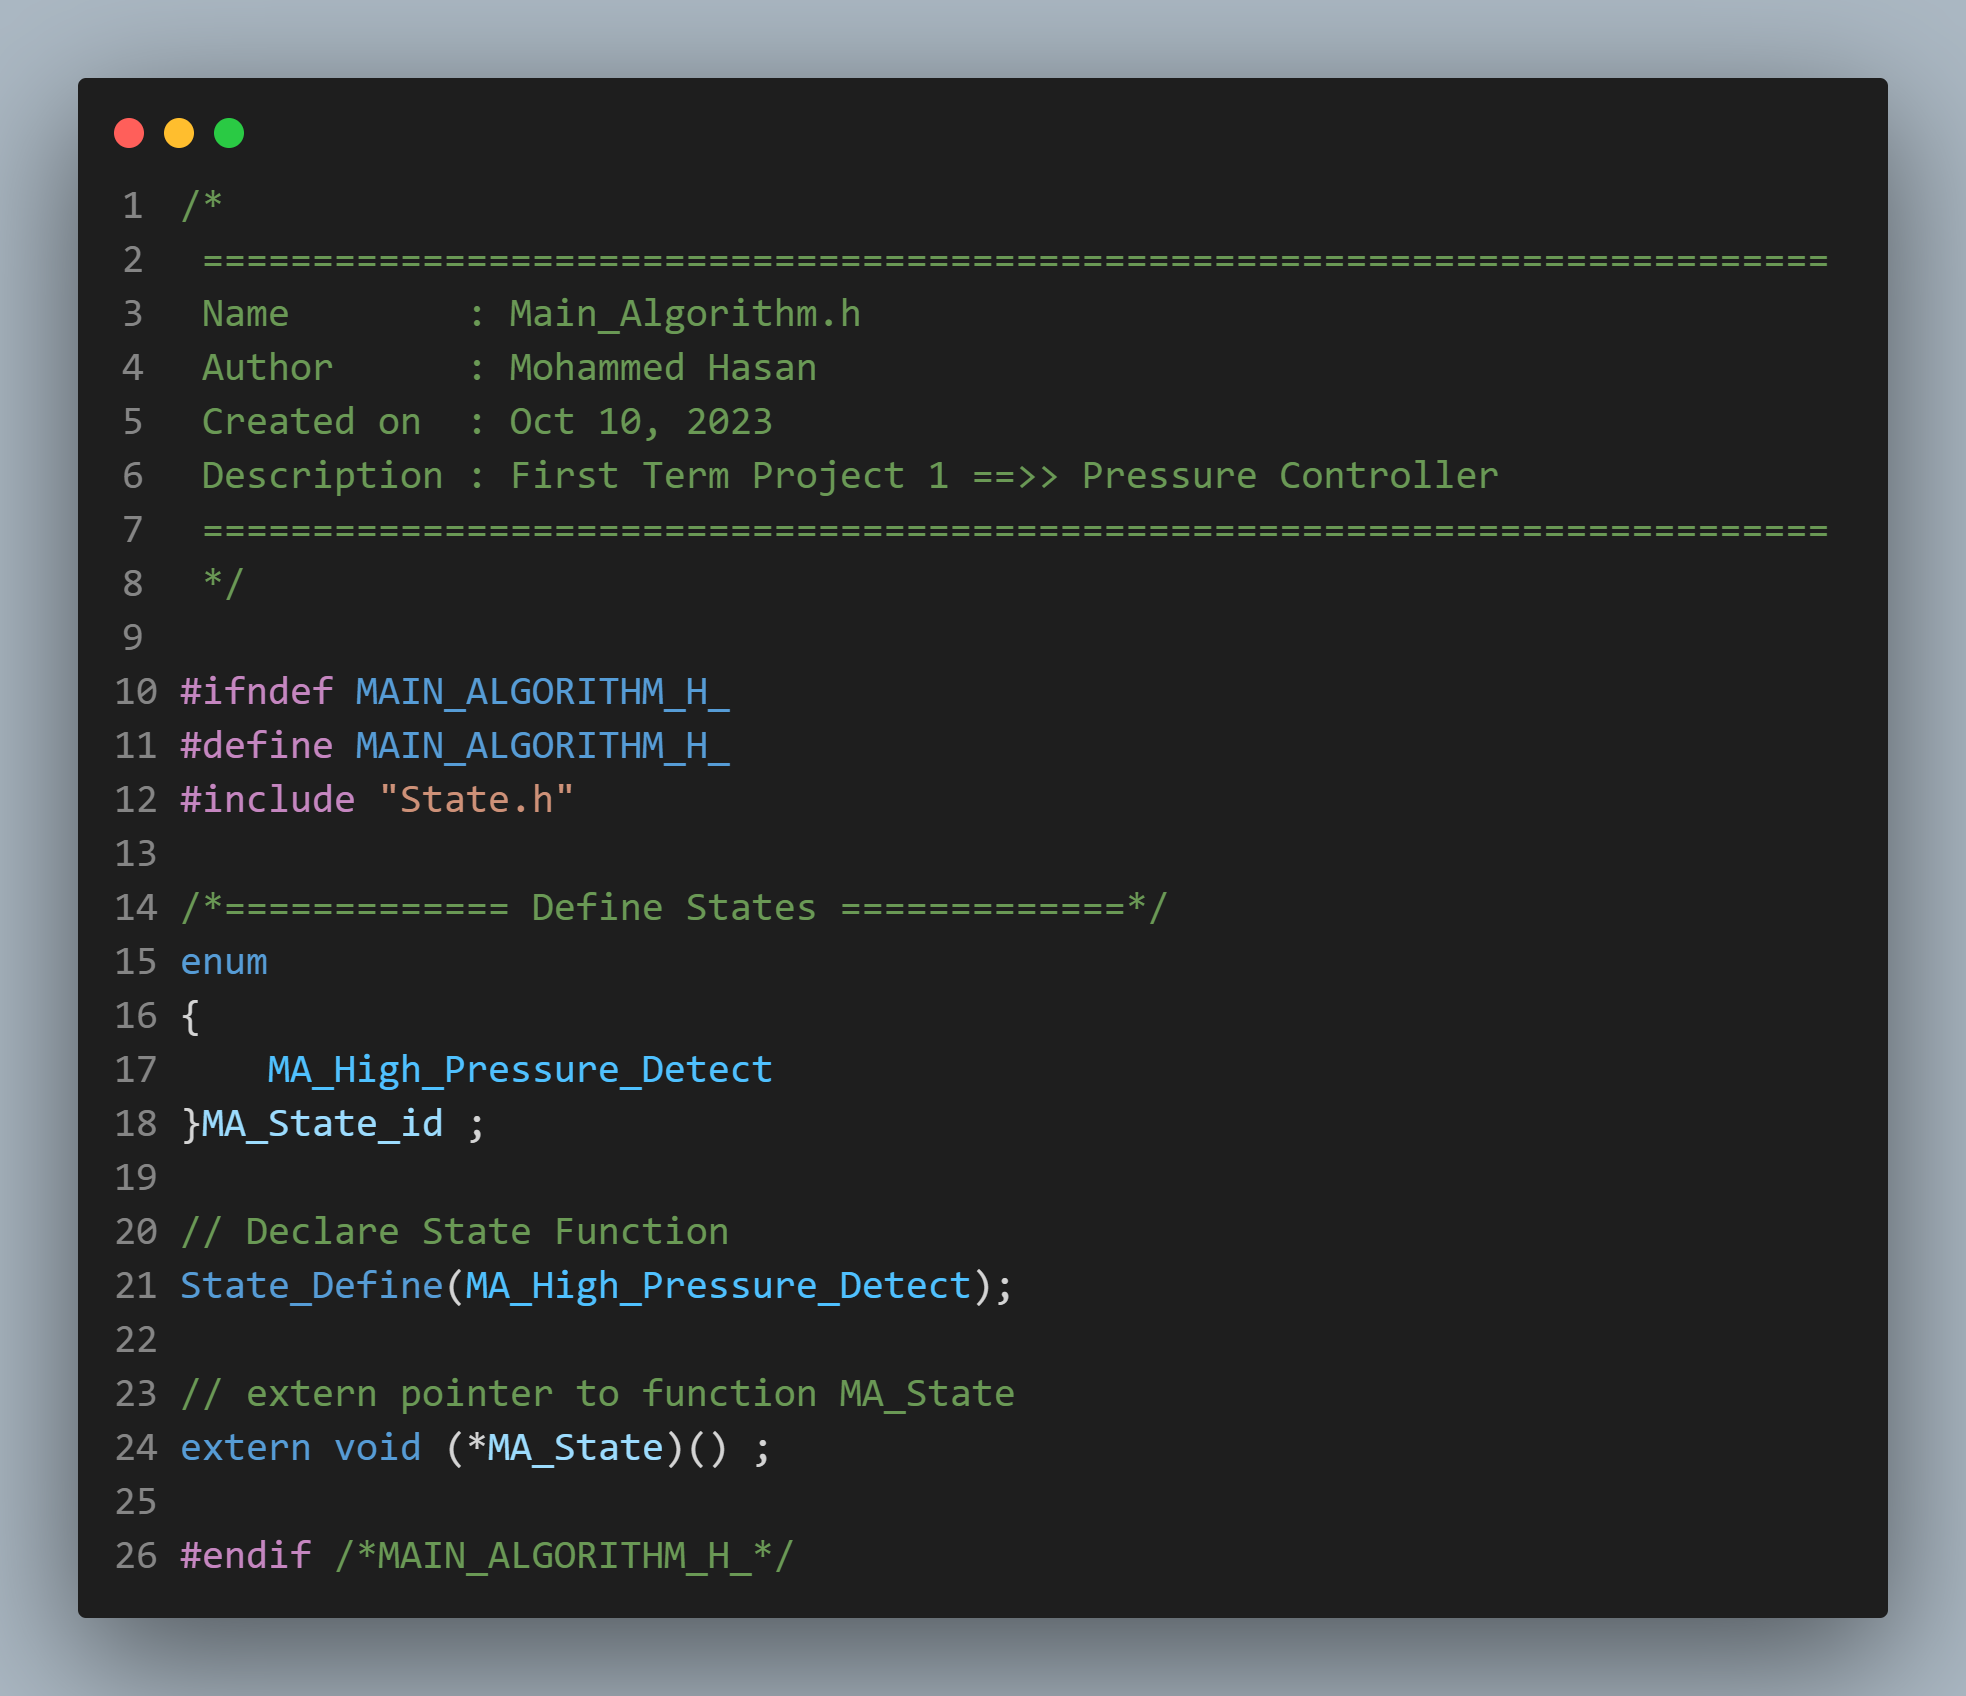 1 /*
2  ==========================================================================
3  Name        : Main_Algorithm.h
4  Author      : Mohammed Hasan
5  Created on  : Oct 10, 2023
6  Description : First Term Project 1 ==>> Pressure Controller
7  ==========================================================================
8  */
9
10 #ifndef MAIN_ALGORITHM_H_
11 #define MAIN_ALGORITHM_H_
12 #include "State.h"
13
14 /*============= Define States =============*/
15 enum
16 {
17     MA_High_Pressure_Detect
18 }MA_State_id ;
19
20 // Declare State Function
21 State_Define(MA_High_Pressure_Detect);
22
23 // extern pointer to function MA_State
24 extern void (*MA_State)() ;
25
26 #endif /*MAIN_ALGORITHM_H_*/